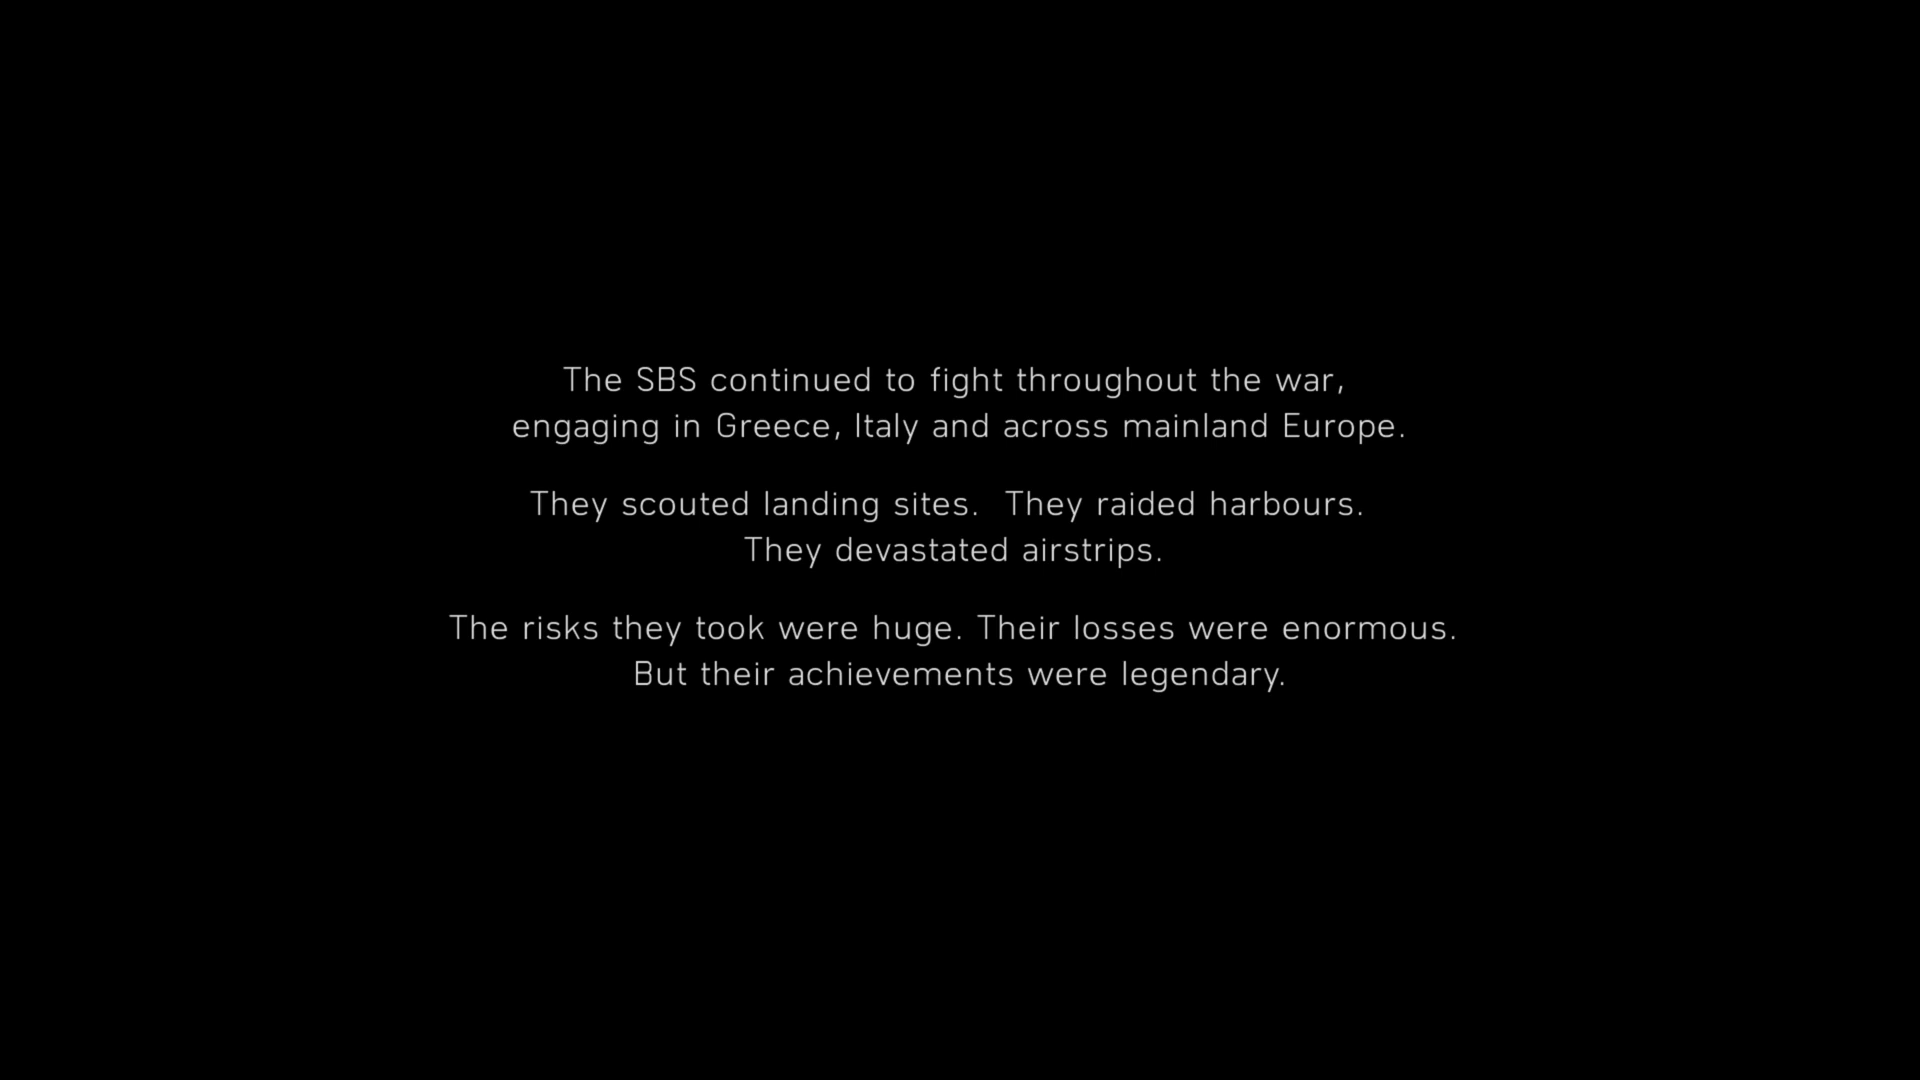 The SBS continued to fight throughout the war,
engaging in Greece, Italy and across mainland Europe.
They scouted landing sites.  They raided harbours.
They devastated airstrips.
The risks they took were huge. Their losses were enormous.
But their achievements were legendary.